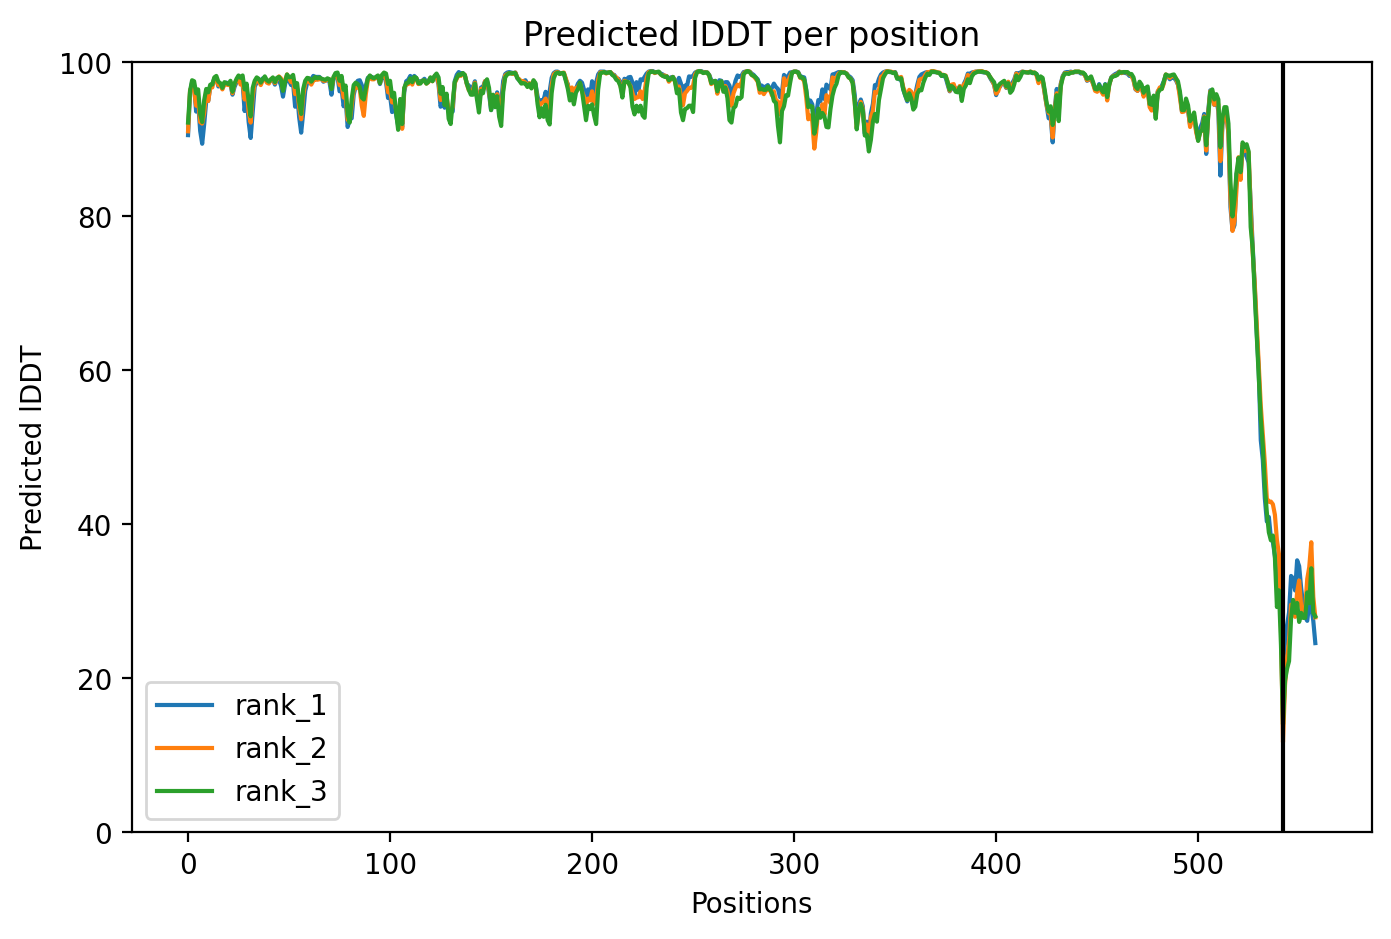 Predicted lDDT per position
100
80
60
40
20
0
Predicted lDDT
rank_1
rank_2
rank_3
0 100 200 300 400 500
Positions